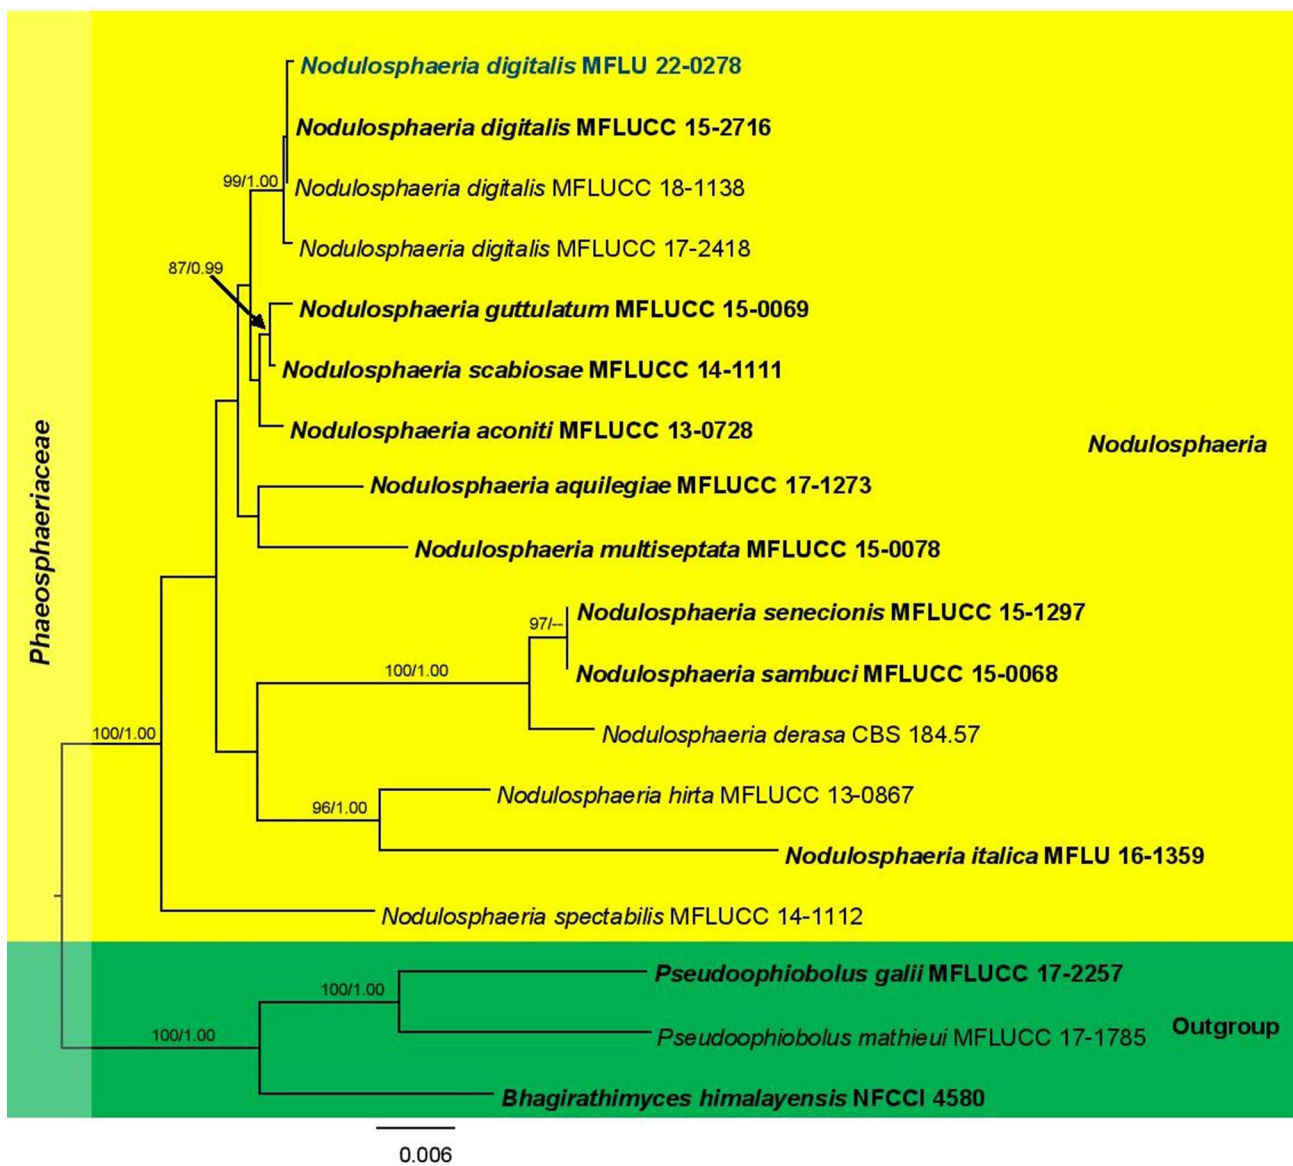 Nodulosphaeria digitalis MFLU 22-0278
Nodulosphaeria digitalis MFLUCC 15-2716
99/1.00
Nodulosphaeria digitalis MFLUCC 18-1138
Nodulosphaeria digitalis MFLUCC 17-2418
87/0.99
Nodulosphaeria guttulatum MFLUCC 15-0069
Nodulosphaeria scabiosae MFLUCC 14-1111
Nodulosphaeria aconiti MFLUCC 13-0728
Nodulosphaeria
Phaeosphaeriaceae
Nodulosphaeria aquilegiae MFLUCC 17-1273
Nodulosphaeria multiseptata MFLUCC 15-0078
Nodulosphaeria senecionis MFLUCC 15-1297
97/--
100/1.00
Nodulosphaeria sambuci MFLUCC 15-0068
100/1.00
Nodulosphaeria derasa CBS 184.57
Nodulosphaeria hirta MFLUCC 13-0867
96/1.00
Nodulosphaeria italica MFLU 16-1359
Nodulosphaeria spectabilis MFLUCC 14-1112
Pseudoophiobolus galii MFLUCC 17-2257
100/1.00
100/1.00
Pseudoophiobolus mathieui MFLUCC 17-1785
Outgroup
Bhagirathimyces himalayensis NFCCI 4580
0.006